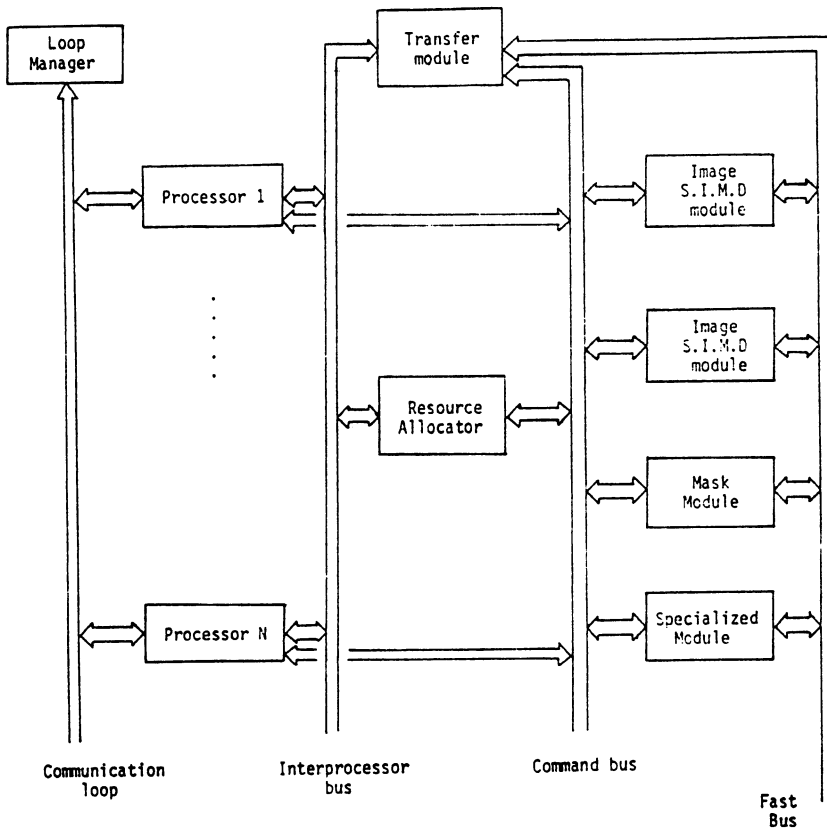 Loop
Manager
Transfer
module
Processor 1
Image
S.I.M.D
module
Image
S.I.M.D
module
Resource
Allocator
Mask
Module
Processor N
Specialized
Module
Communication
loop
Interprocessor
bus
Command bus
Fast
Bus